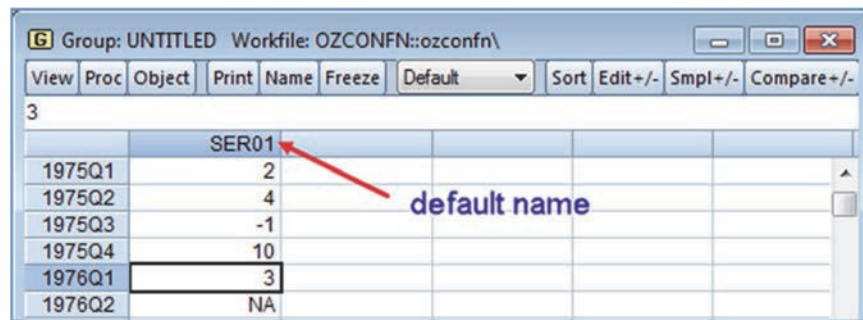 G Group: UNTITLED Workfile: OZCONFN::ozconfn\
View Proc Object Print Name Freeze Default Sort Edit+/- Smpl+/- Compare+/-
3
SER01
1975Q1 2
1975Q2 4
default name
1975Q3 -1
1975Q4 10
1976Q1 3
1976Q2 NA